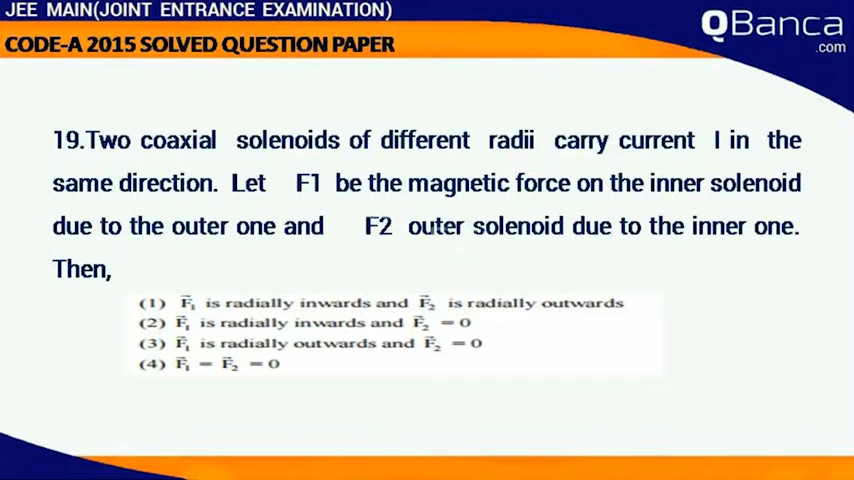 JEE MAIN(JOINT ENTRANCE EXAMINATION)
CODE-A 2015 SOLVED QUESTION PAPER
QBanca
.com
19.Two coaxial solenoids of different radii carry current I in the
same direction. Let F1 be the magnetic force on the inner solenoid
due to the outer one and F2 outer solenoid due to the inner one.
Then,
(1) F⃗₁ is radially inwards and F⃗₂ is radially outwards
(2) F⃗₁ is radially inwards and F⃗₂ = 0
(3) F⃗₁ is radially outwards and F⃗₂ = 0
(4) F⃗₁ = F⃗₂ = 0